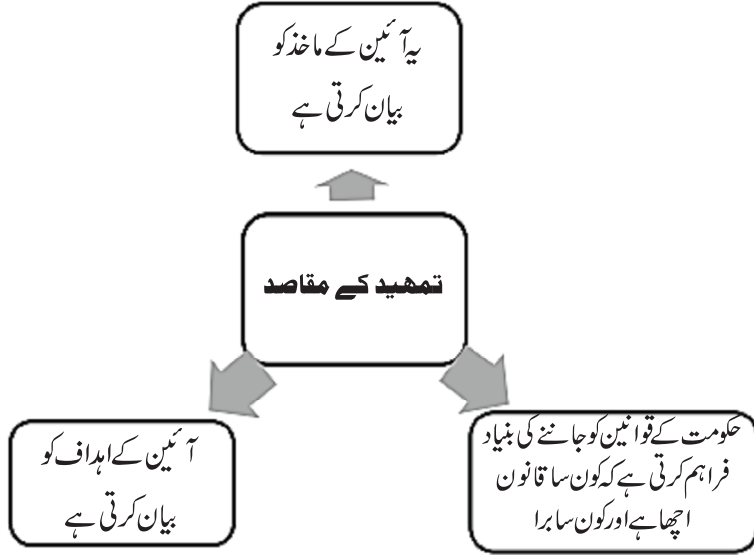 یہ آئین کے ماخذ کو
بیان کرتی ہے
تمھید کے مقاصد
حکومت کے قوانین کو جاننے کی بنیاد
فراہم کرتی ہے کہ کون سا قانون
اچھا ہے اور کون سا برا
آئین کے اہداف کو
بیان کرتی ہے